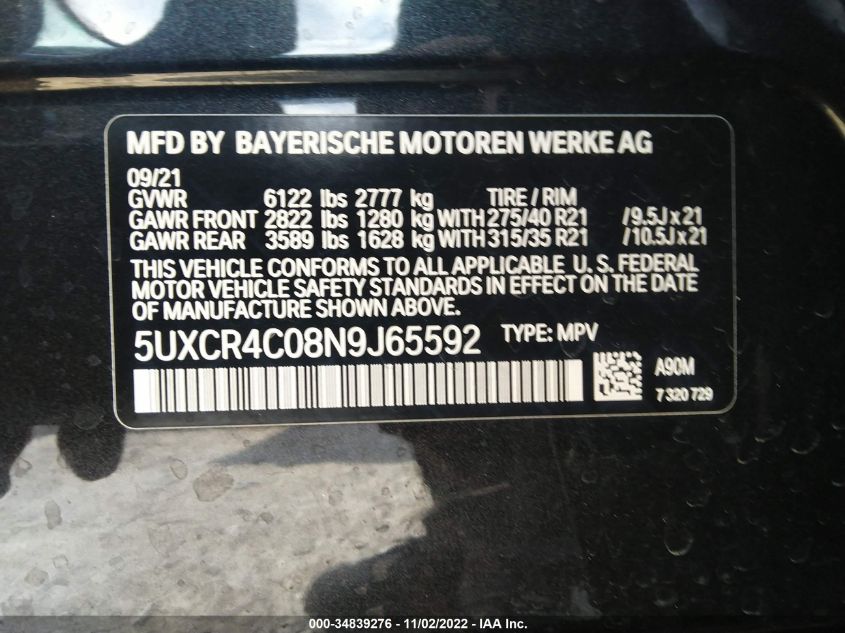 MFD BY BAYERISCHE MOTOREN WERKE AG
09/21
GVWR 6122 lbs 2777 kg TIRE / RIM
GAWR FRONT 2822 lbs 1280 kg WITH 275/40 R21 /9.5J x 21
GAWR REAR 3589 lbs 1628 kg WITH 315/35 R21 /10.5J x 21
THIS VEHICLE CONFORMS TO ALL APPLICABLE U. S. FEDERAL
MOTOR VEHICLE SAFETY STANDARDS IN EFFECT ON THE DATE
OF MANUFACTURE SHOWN ABOVE.
5UXCR4C08N9J65592 TYPE: MPV
A90M
7 320 729
000-34839276 - 11/02/2022 - IAA Inc.